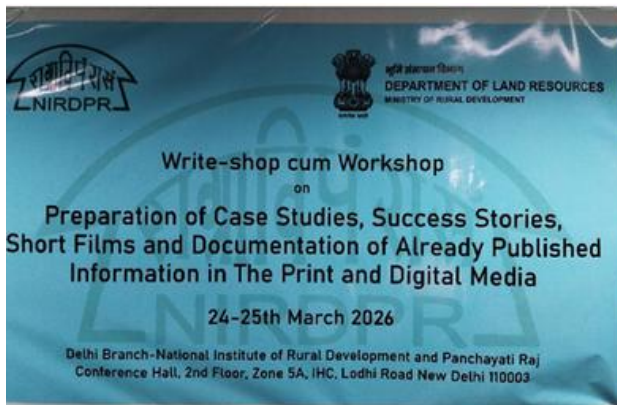 राग्राविपंरासं
NIRDPR
भूमि संसाधन विभाग
DEPARTMENT OF LAND RESOURCES
MINISTRY OF RURAL DEVELOPMENT
Write-shop cum Workshop
on
Preparation of Case Studies, Success Stories,
Short Films and Documentation of Already Published
Information in The Print and Digital Media
24-25th March 2026
NIRDPR
Delhi Branch-National Institute of Rural Development and Panchayati Raj
Conference Hall, 2nd Floor, Zone 5A, IHC, Lodhi Road New Delhi 110003